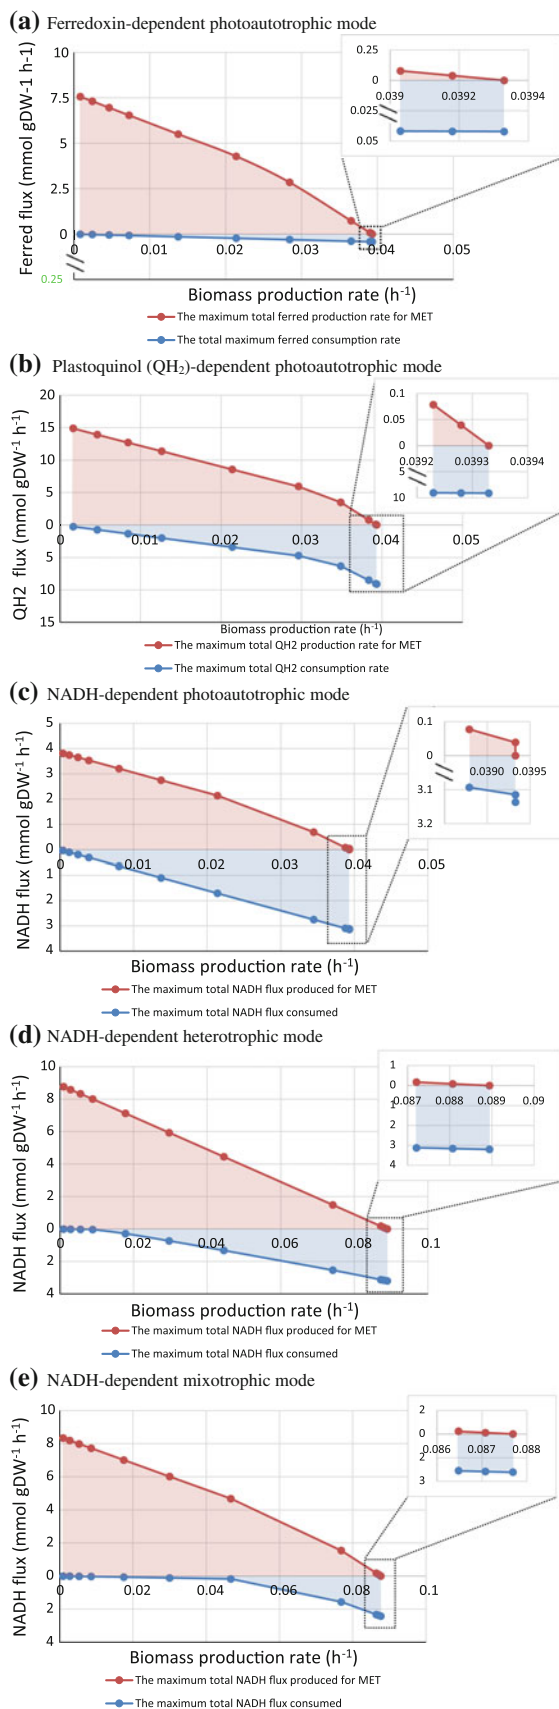 (a) Ferredoxin-dependent photoautotrophic mode
Ferred flux (mmol gDW-1 h-1)
10
7.5
5
2.5
0
0.25
0 0.01 0.02 0.03 0.04 0.05
0.25
0
0.025
0.05
0.039 0.0392 0.0394
Biomass production rate (h-1)
The maximum total ferred production rate for MET
The maximum total ferred consumption rate
(b) Plastoquinol (QH2)-dependent photoautotrophic mode
QH2 flux (mmol gDW-1 h-1)
20
15
10
5
0
5
10
15
0 0.01 0.02 0.03 0.04 0.05
0.1
0.05
0
5
10
0.0392 0.0393 0.0394
Biomass production rate (h-1)
The maximum total QH2 production rate for MET
The maximum total QH2 consumption rate
(c) NADH-dependent photoautotrophic mode
NADH flux (mmol gDW-1 h-1)
5
4
3
2
1
0
1
2
3
4
0 0.01 0.02 0.03 0.04 0.05
0.1
0
3.1
3.2
0.0390 0.0395
Biomass production rate (h-1)
The maximum total NADH flux produced for MET
The maximum total NADH flux consumed
(d) NADH-dependent heterotrophic mode
NADH flux (mmol gDW-1 h-1)
10
8
6
4
2
0
2
4
0 0.02 0.04 0.06 0.08 0.1
1
0
1
2
3
4
0.087 0.088 0.089 0.09
Biomass production rate (h-1)
The maximum total NADH flux produced for MET
The maximum total NADH flux consumed
(e) NADH-dependent mixotrophic mode
NADH flux (mmol gDW-1 h-1)
10
8
6
4
2
0
2
4
0 0.02 0.04 0.06 0.08 0.1
2
0
2
3
0.086 0.087 0.088
Biomass production rate (h-1)
The maximum total NADH flux produced for MET
The maximum total NADH flux consumed